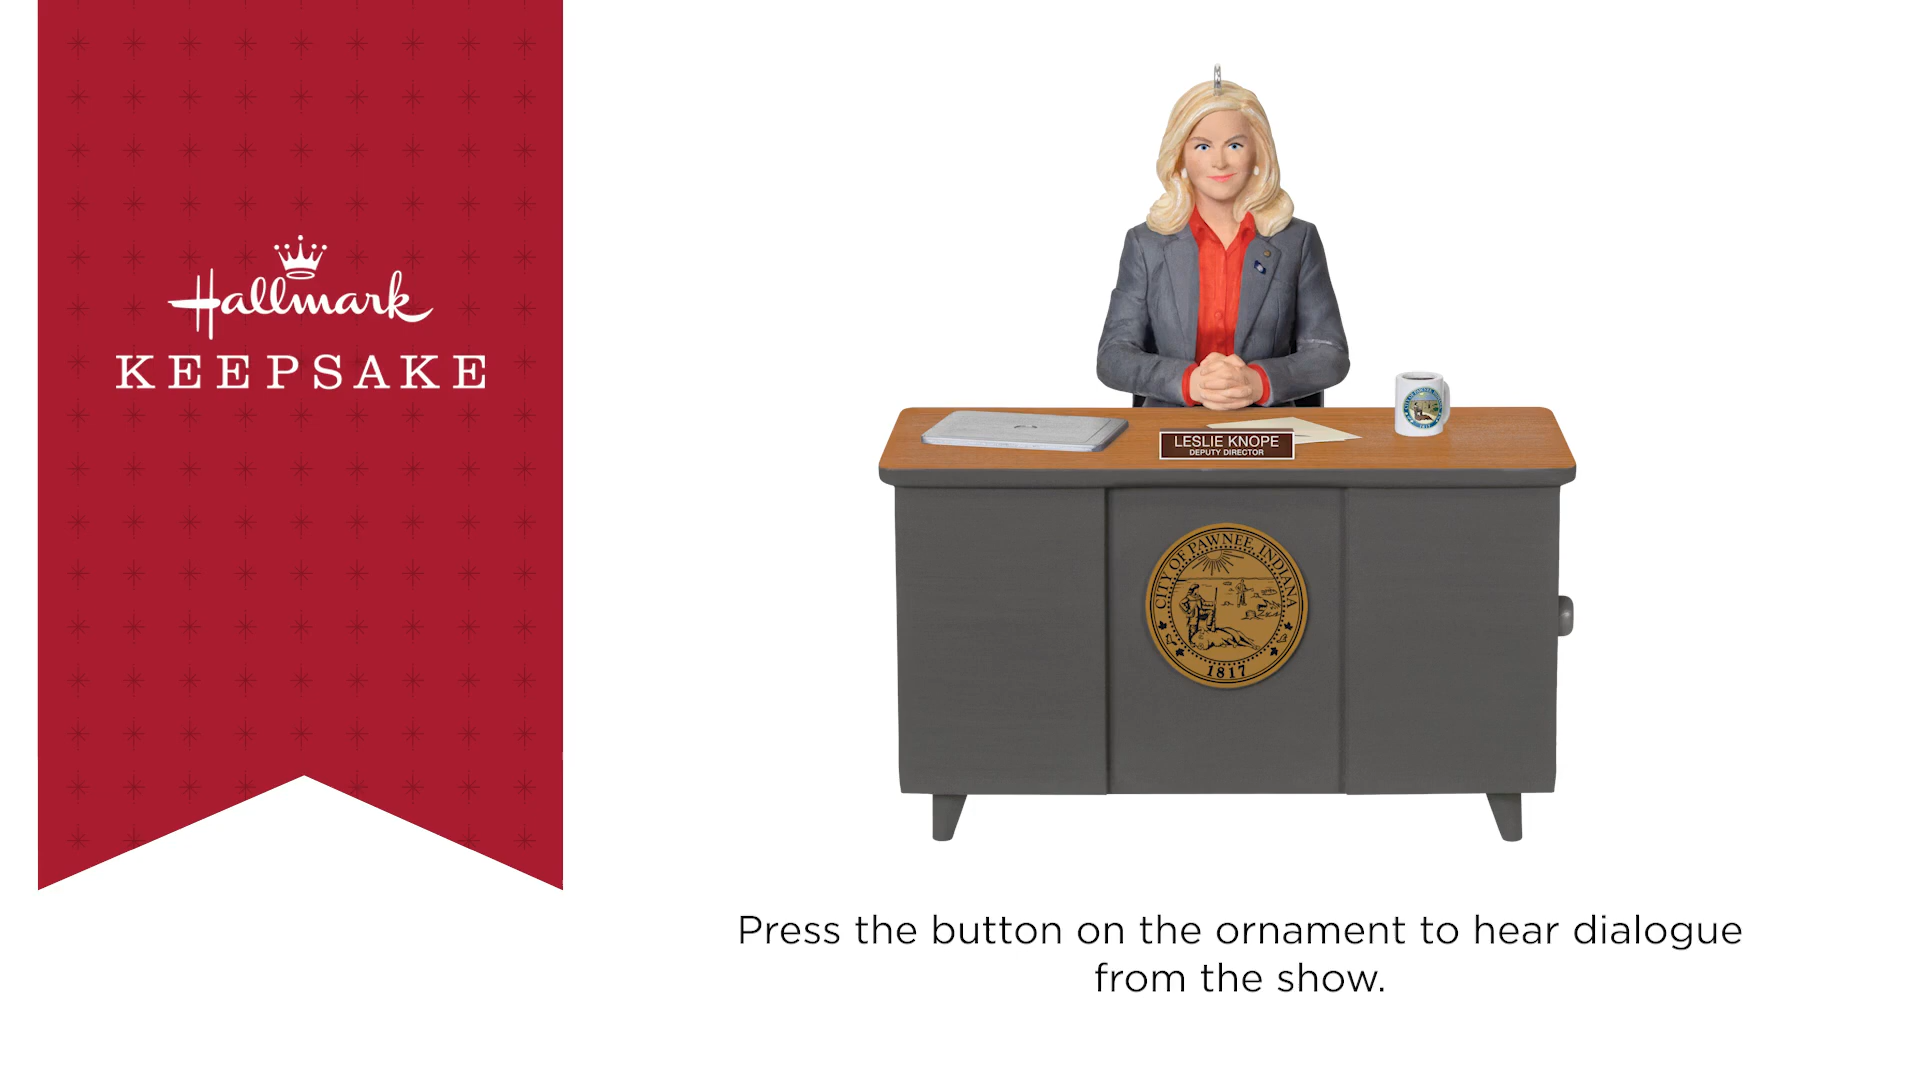 Hallmark
KEEPSAKE
LESLIE KNOPE
DEPUTY DIRECTOR
CITY OF PAWNEE, INDIANA
1817
Press the button on the ornament to hear dialogue
from the show.